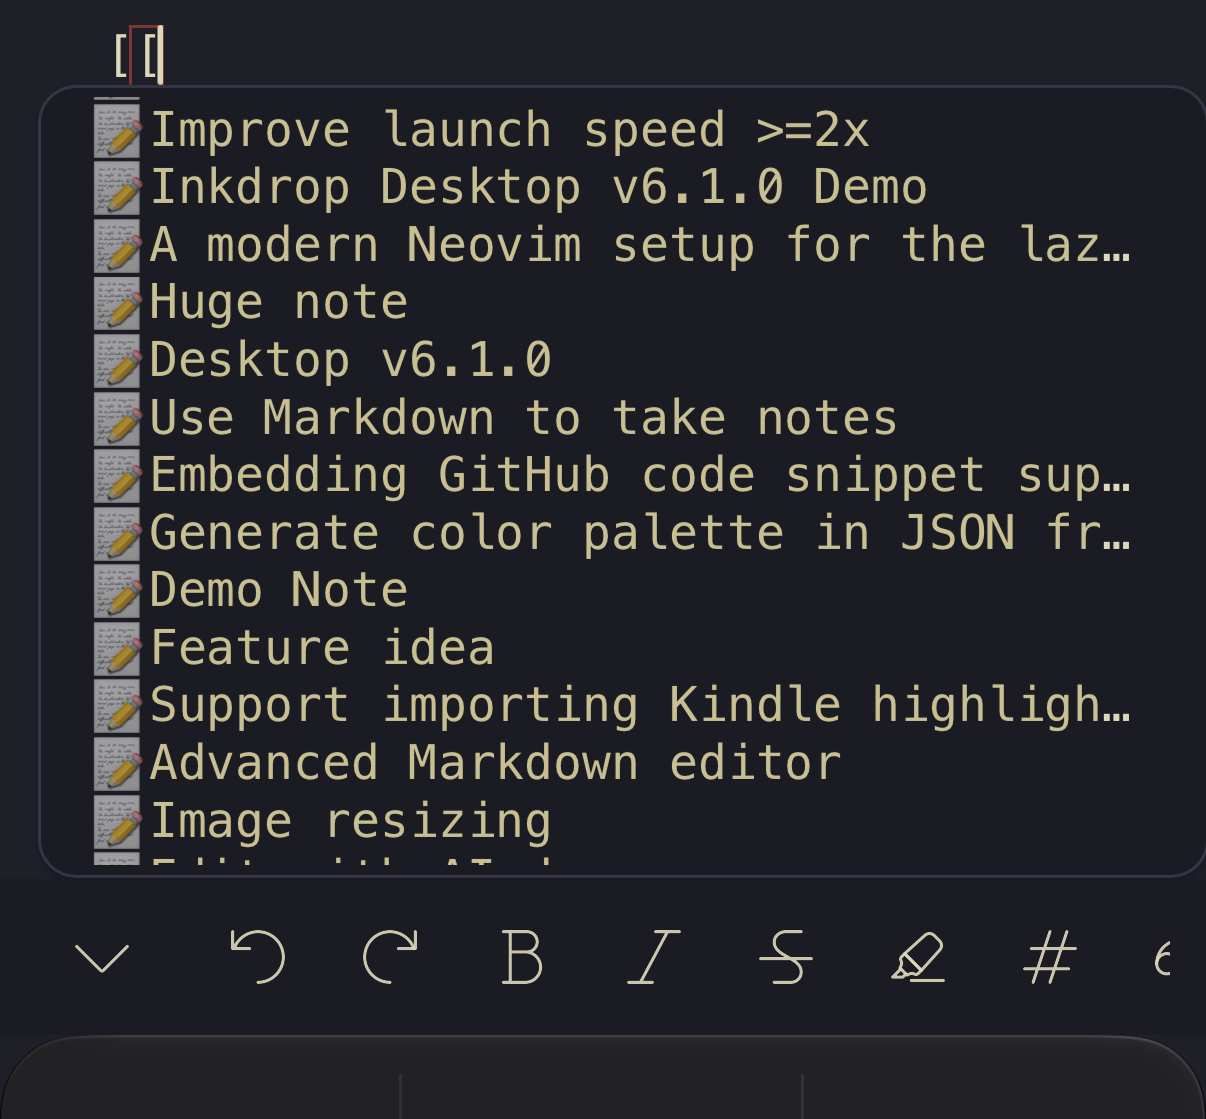 [[
Improve launch speed >=2x
Inkdrop Desktop v6.1.0 Demo
A modern Neovim setup for the laz…
Huge note
Desktop v6.1.0
Use Markdown to take notes
Embedding GitHub code snippet sup…
Generate color palette in JSON fr…
Demo Note
Feature idea
Support importing Kindle highligh…
Advanced Markdown editor
Image resizing
B I S #